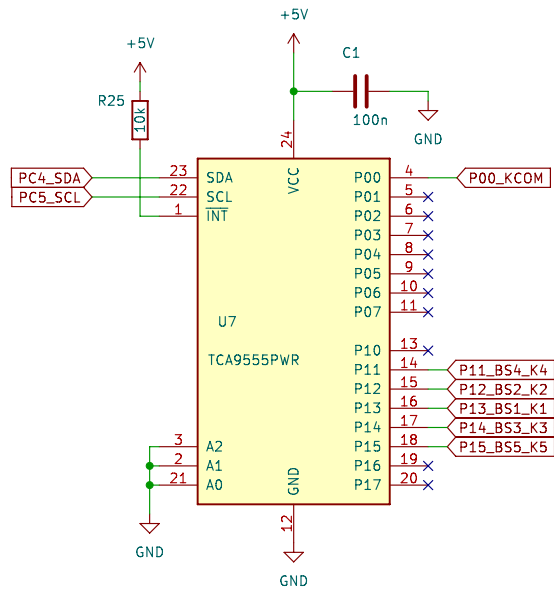 +5V
+5V
C1
R25
10k
100n
GND
24
VCC
PC4_SDA 23 SDA
PC5_SCL 22 SCL
1 INT
P00 4 P00_KCOM
P01 5
P02 6
P03 7
P04 8
P05 9
P06 10
P07 11
U7
TCA9555PWR
P10 13
P11 14 P11_BS4_K4
P12 15 P12_BS2_K2
P13 16 P13_BS1_K1
P14 17 P14_BS3_K3
P15 18 P15_BS5_K5
P16 19
P17 20
3 A2
2 A1
21 A0
GND
12
GND
GND